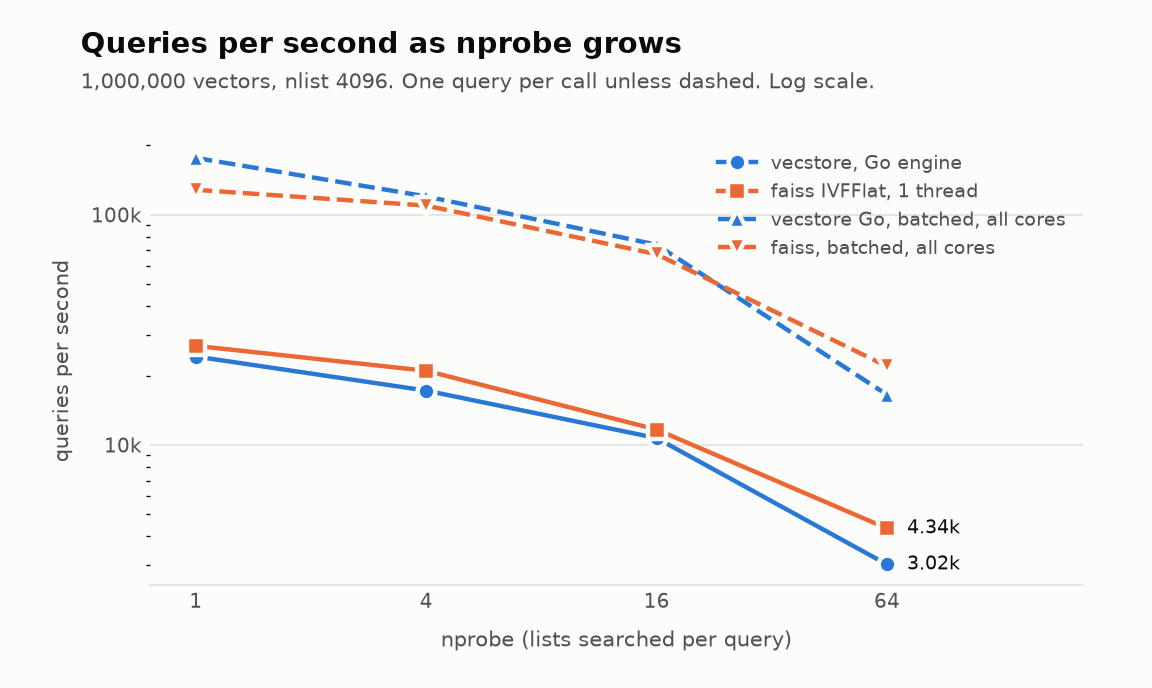 Queries per second as nprobe grows
1,000,000 vectors, nlist 4096. One query per call unless dashed. Log scale.
vecstore, Go engine
faiss IVFFlat, 1 thread
vecstore Go, batched, all cores
faiss, batched, all cores
100k
10k
queries per second
4.34k
3.02k
1 4 16 64
nprobe (lists searched per query)